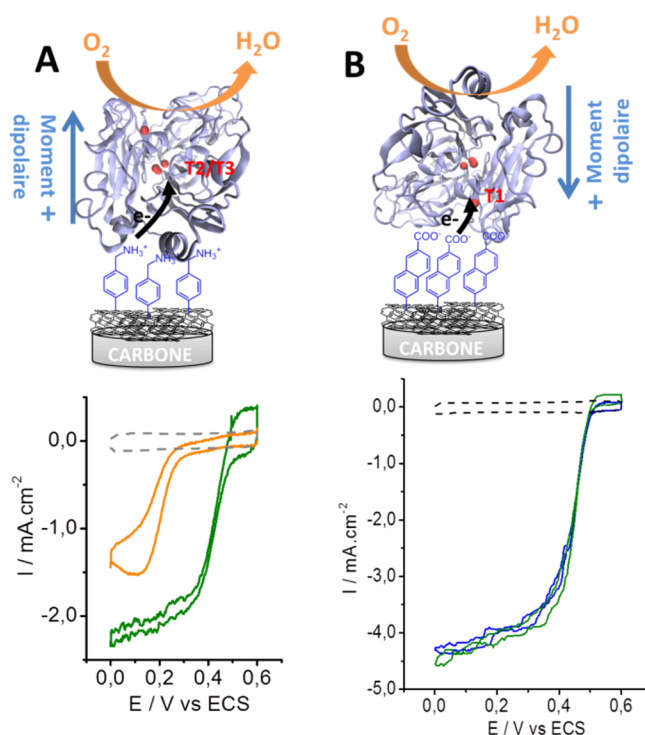 A
O₂
H₂O
Moment +
dipolaire
T2/T3
e-
NH₃⁺
NH₃⁺
NH₃⁺
CARBONE
B
O₂
H₂O
+ Moment
dipolaire
T1
e-
COO⁻
COO⁻
COO⁻
CARBONE
I / mA.cm⁻²
0,0
-1,0
-2,0
0,0 0,2 0,4 0,6
E / V vs ECS
I / mA.cm⁻²
0,0
-1,0
-2,0
-3,0
-4,0
-5,0
0,0 0,2 0,4 0,6
E / V vs ECS